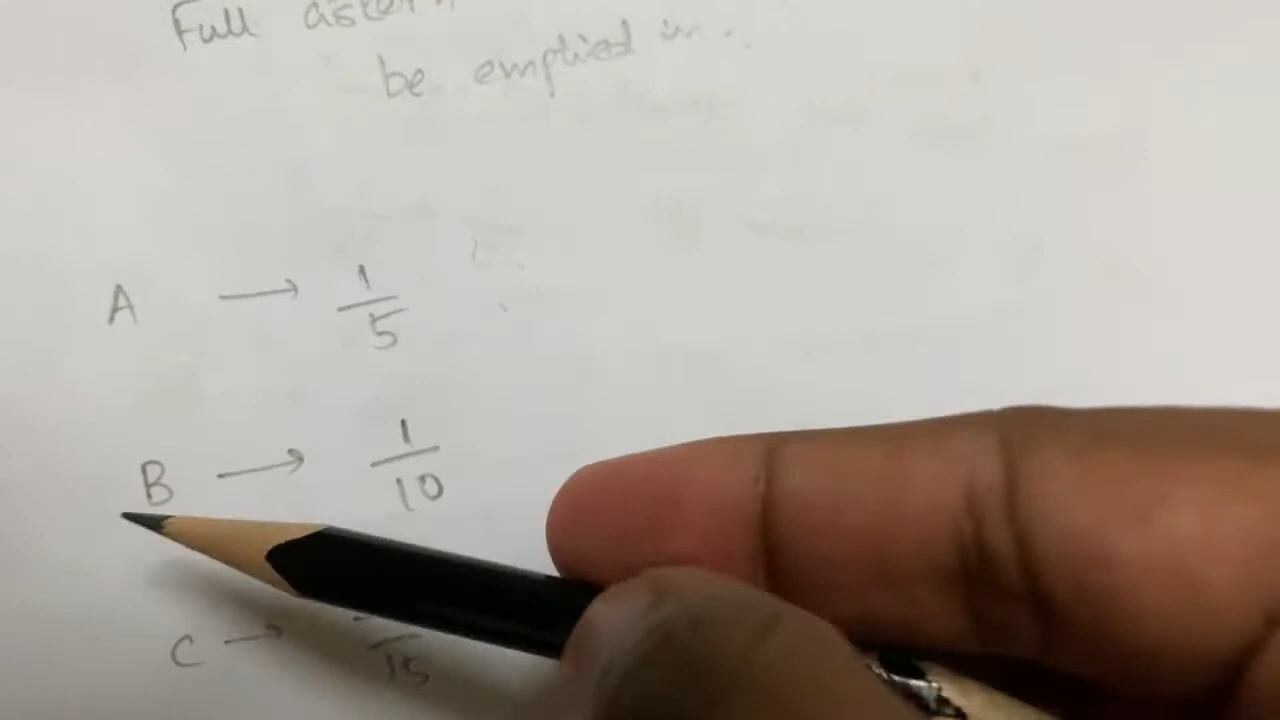 Full
be emptied in..
A → 1/5
B → 1/10
C → /15